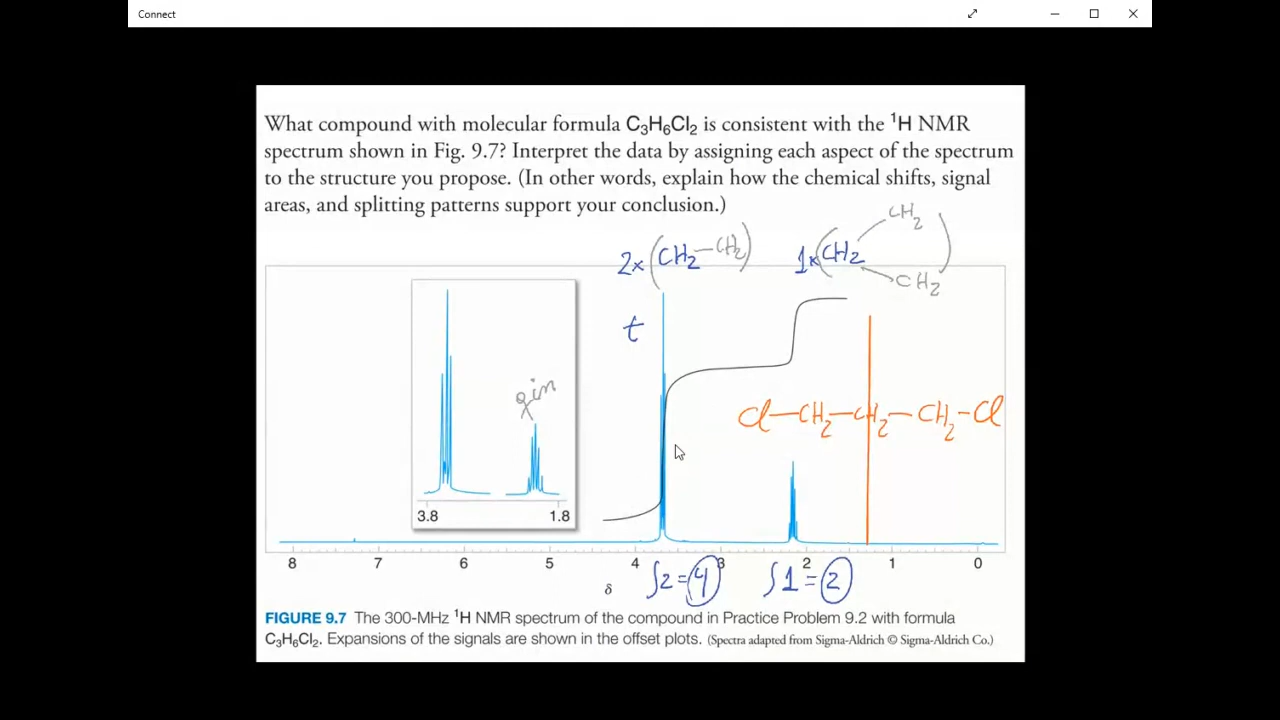 Connect
What compound with molecular formula C₃H₆Cl₂ is consistent with the ¹H NMR
spectrum shown in Fig. 9.7? Interpret the data by assigning each aspect of the spectrum
to the structure you propose. (In other words, explain how the chemical shifts, signal
areas, and splitting patterns support your conclusion.)
CH₂
2×(CH₂—CH₂)
1×(CH₂
CH₂)
t
qin
Cl—CH₂—CH₂—CH₂—Cl
3.8 1.8
8 7 6 5 4 3 2 1 0
δ
∫2=4 ∫1=2
FIGURE 9.7 The 300-MHz ¹H NMR spectrum of the compound in Practice Problem 9.2 with formula
C₃H₆Cl₂. Expansions of the signals are shown in the offset plots. (Spectra adapted from Sigma-Aldrich © Sigma-Aldrich Co.)